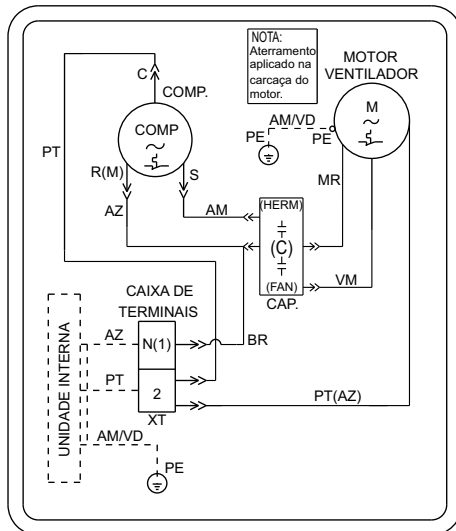 NOTA:
Aterramento
aplicado na
carcaça do
motor.
MOTOR
VENTILADOR
C
COMP.
M
COMP
AM/VD
PE
PE
PT
R(M)
S
MR
AZ
AM
(HERM)
(C)
(FAN)
VM
CAP.
CAIXA DE
TERMINAIS
UNIDADE INTERNA
AZ
N(1)
BR
PT
2
PT(AZ)
XT
AM/VD
PE